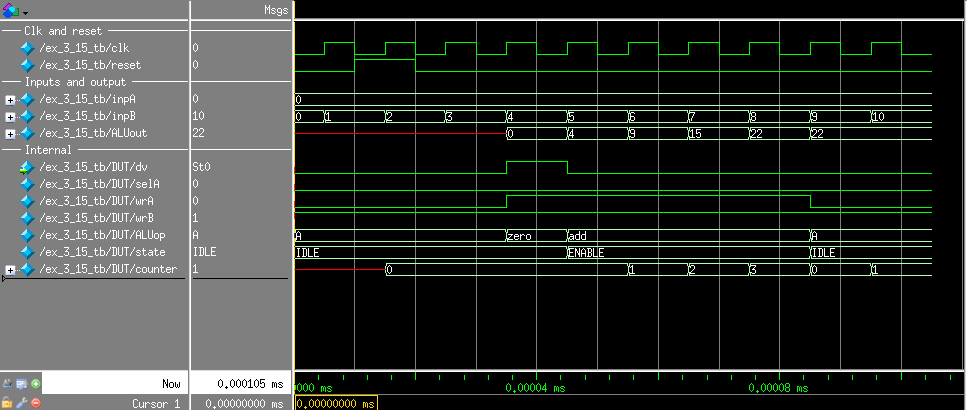 Msgs
Clk and reset
/ex_3_15_tb/clk 0
/ex_3_15_tb/reset 0
Inputs and output
/ex_3_15_tb/inpA 0 0
/ex_3_15_tb/inpB 10 0 1 2 3 4 5 6 7 8 9 10
/ex_3_15_tb/ALUout 22 0 4 9 15 22 22
Internal
/ex_3_15_tb/DUT/dv St0
/ex_3_15_tb/DUT/selA 0
/ex_3_15_tb/DUT/wrA 0
/ex_3_15_tb/DUT/wrB 1
/ex_3_15_tb/DUT/ALUop A A zero add A
/ex_3_15_tb/DUT/state IDLE IDLE ENABLE IDLE
/ex_3_15_tb/DUT/counter 1 0 1 2 3 0 1
Now 0.000105 ms 000 ms 0.00004 ms 0.00008 ms
Cursor 1 0.00000000 ms 0.00000000 ms